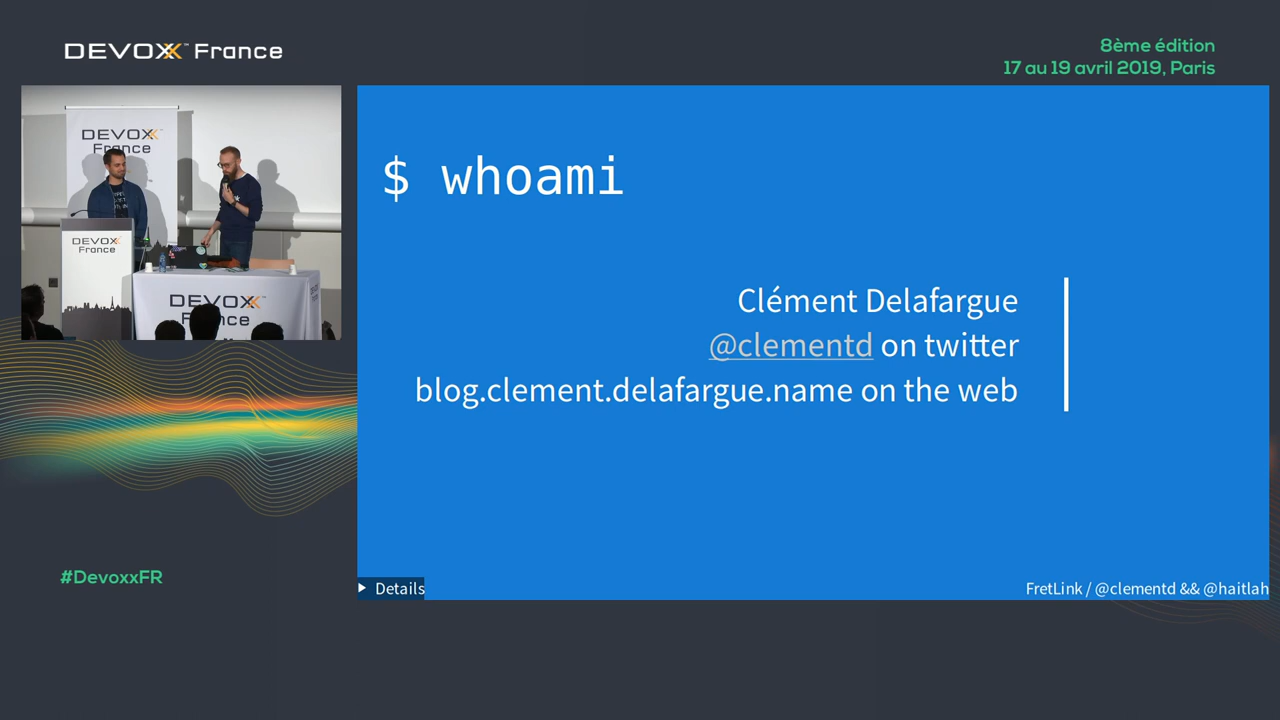 DEVOXX™ France
8ème édition
17 au 19 avril 2019, Paris
DEVOXX
France
DEVOXX
France
DEVOXX
France
$ whoami
Clément Delafargue
@clementd on twitter
blog.clement.delafargue.name on the web
Details
FretLink / @clementd && @haitlah
#DevoxxFR